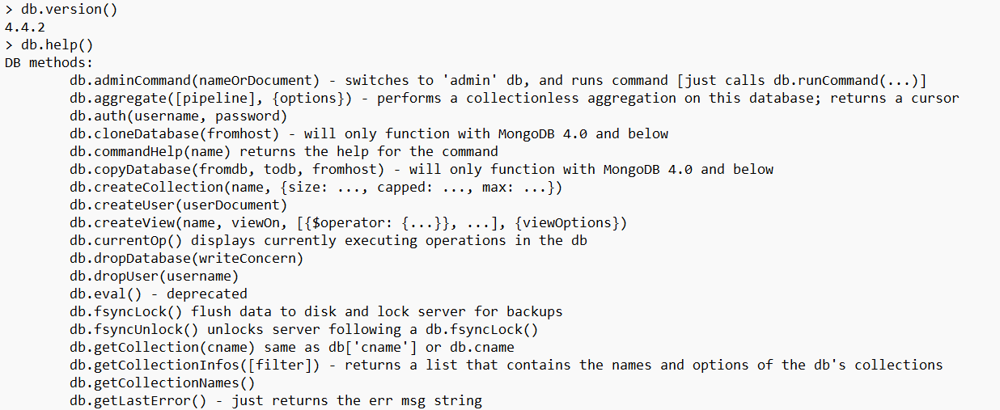 > db.version()
4.4.2
> db.help()
DB methods:
db.adminCommand(nameOrDocument) - switches to 'admin' db, and runs command [just calls db.runCommand(...)]
db.aggregate([pipeline], {options}) - performs a collectionless aggregation on this database; returns a cursor
db.auth(username, password)
db.cloneDatabase(fromhost) - will only function with MongoDB 4.0 and below
db.commandHelp(name) returns the help for the command
db.copyDatabase(fromdb, todb, fromhost) - will only function with MongoDB 4.0 and below
db.createCollection(name, {size: ..., capped: ..., max: ...})
db.createUser(userDocument)
db.createView(name, viewOn, [{$operator: {...}}, ...], {viewOptions})
db.currentOp() displays currently executing operations in the db
db.dropDatabase(writeConcern)
db.dropUser(username)
db.eval() - deprecated
db.fsyncLock() flush data to disk and lock server for backups
db.fsyncUnlock() unlocks server following a db.fsyncLock()
db.getCollection(cname) same as db['cname'] or db.cname
db.getCollectionInfos([filter]) - returns a list that contains the names and options of the db's collections
db.getCollectionNames()
db.getLastError() - just returns the err msg string